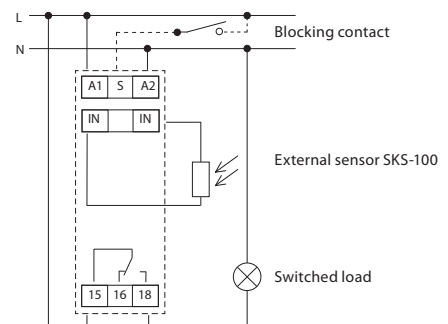 L
Blocking contact
N
A1 S A2
IN IN
External sensor SKS-100
Switched load
15 16 18